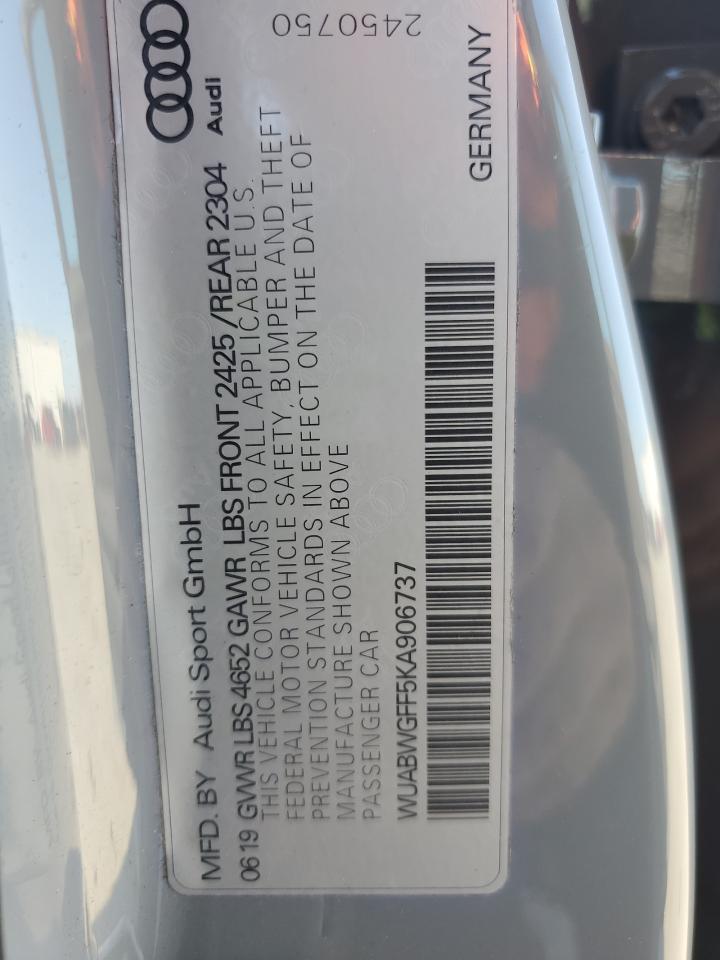 MFD. BY Audi Sport GmbH
Audi
06 19 GVWR LBS 4652 GAWR LBS FRONT 2425 /REAR 2304
THIS VEHICLE CONFORMS TO ALL APPLICABLE U.S.
FEDERAL MOTOR VEHICLE SAFETY, BUMPER AND THEFT
PREVENTION STANDARDS IN EFFECT ON THE DATE OF
MANUFACTURE SHOWN ABOVE
PASSENGER CAR
WUABWGFF5KA906737
GERMANY
2450750